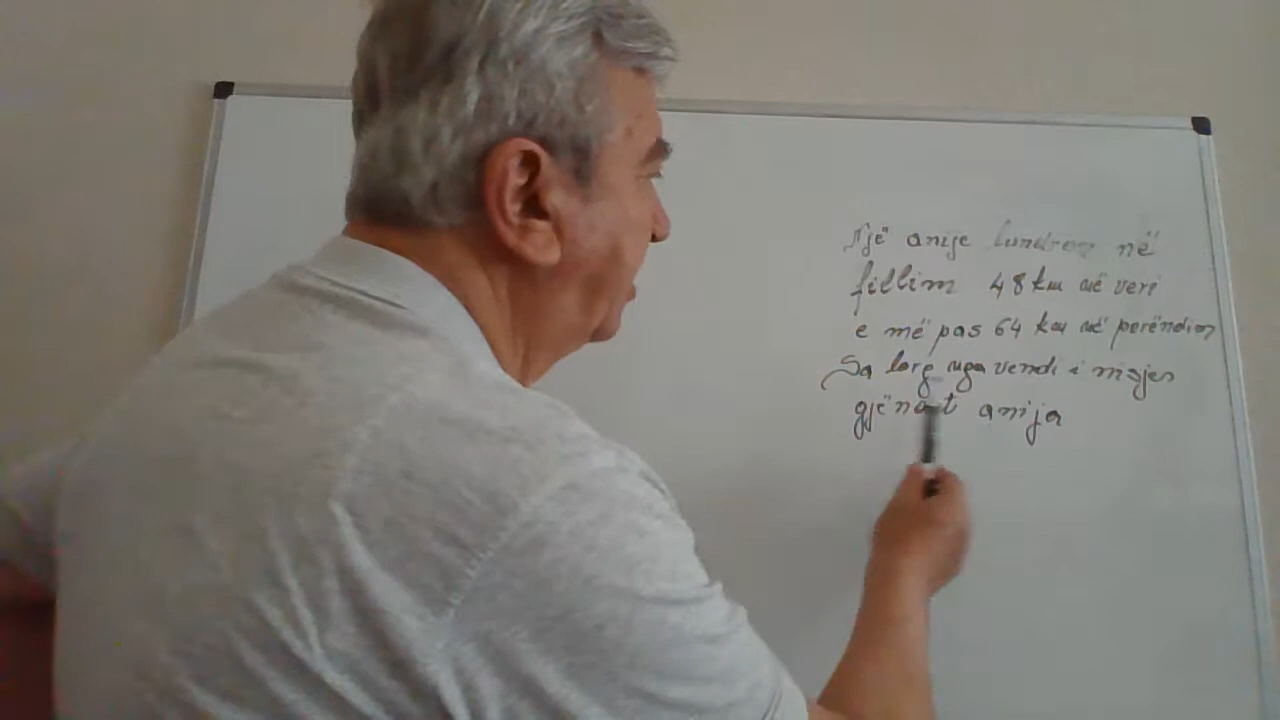 Një anije lundron në
fillim 48 km në veri
e më pas 64 km në perëndim
Sa larg nga vendi i nisjes
gjëndet anija